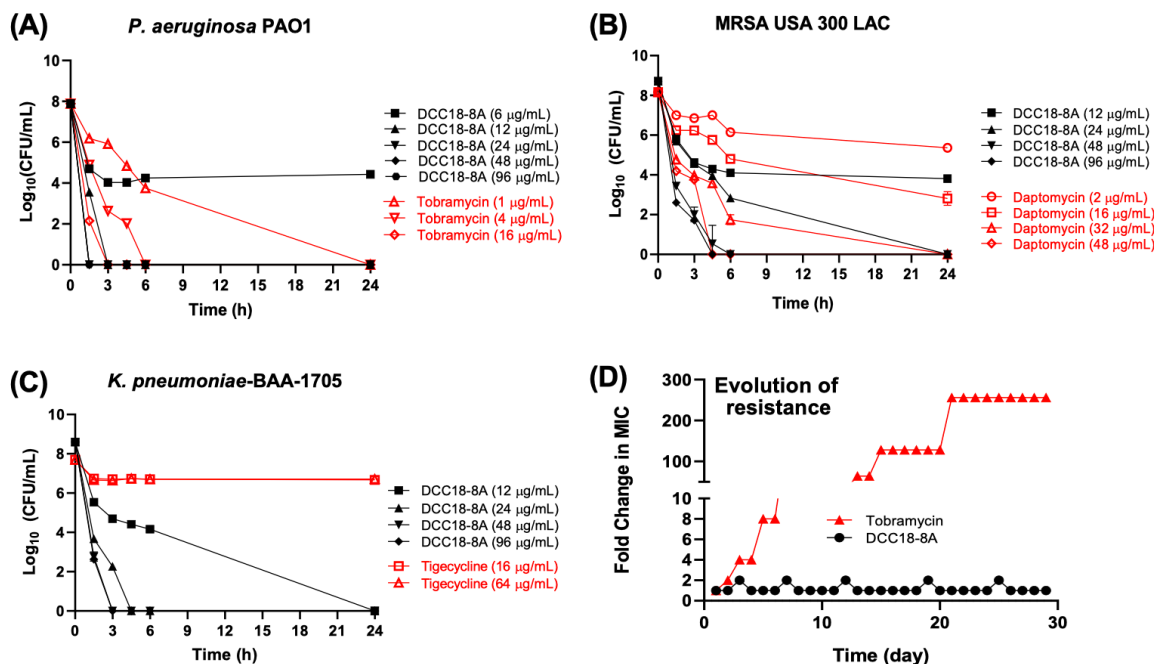 (A)
P. aeruginosa PAO1
Log10(CFU/mL)
10
8
6
4
2
0
0 3 6 9 12 15 18 21 24
Time (h)
DCC18-8A (6 µg/mL)
DCC18-8A (12 µg/mL)
DCC18-8A (24 µg/mL)
DCC18-8A (48 µg/mL)
DCC18-8A (96 µg/mL)
Tobramycin (1 µg/mL)
Tobramycin (4 µg/mL)
Tobramycin (16 µg/mL)
(B)
MRSA USA 300 LAC
Log10 (CFU/mL)
10
8
6
4
2
0
0 3 6 9 12 15 18 21 24
Time (h)
DCC18-8A (12 µg/mL)
DCC18-8A (24 µg/mL)
DCC18-8A (48 µg/mL)
DCC18-8A (96 µg/mL)
Daptomycin (2 µg/mL)
Daptomycin (16 µg/mL)
Daptomycin (32 µg/mL)
Daptomycin (48 µg/mL)
(C)
K. pneumoniae-BAA-1705
Log10 (CFU/mL)
10
8
6
4
2
0
0 3 6 9 12 15 18 21 24
Time (h)
DCC18-8A (12 µg/mL)
DCC18-8A (24 µg/mL)
DCC18-8A (48 µg/mL)
DCC18-8A (96 µg/mL)
Tigecycline (16 µg/mL)
Tigecycline (64 µg/mL)
(D)
Evolution of
resistance
Fold Change in MIC
300
200
100
10
8
6
4
2
0
0 10 20 30
Time (day)
Tobramycin
DCC18-8A